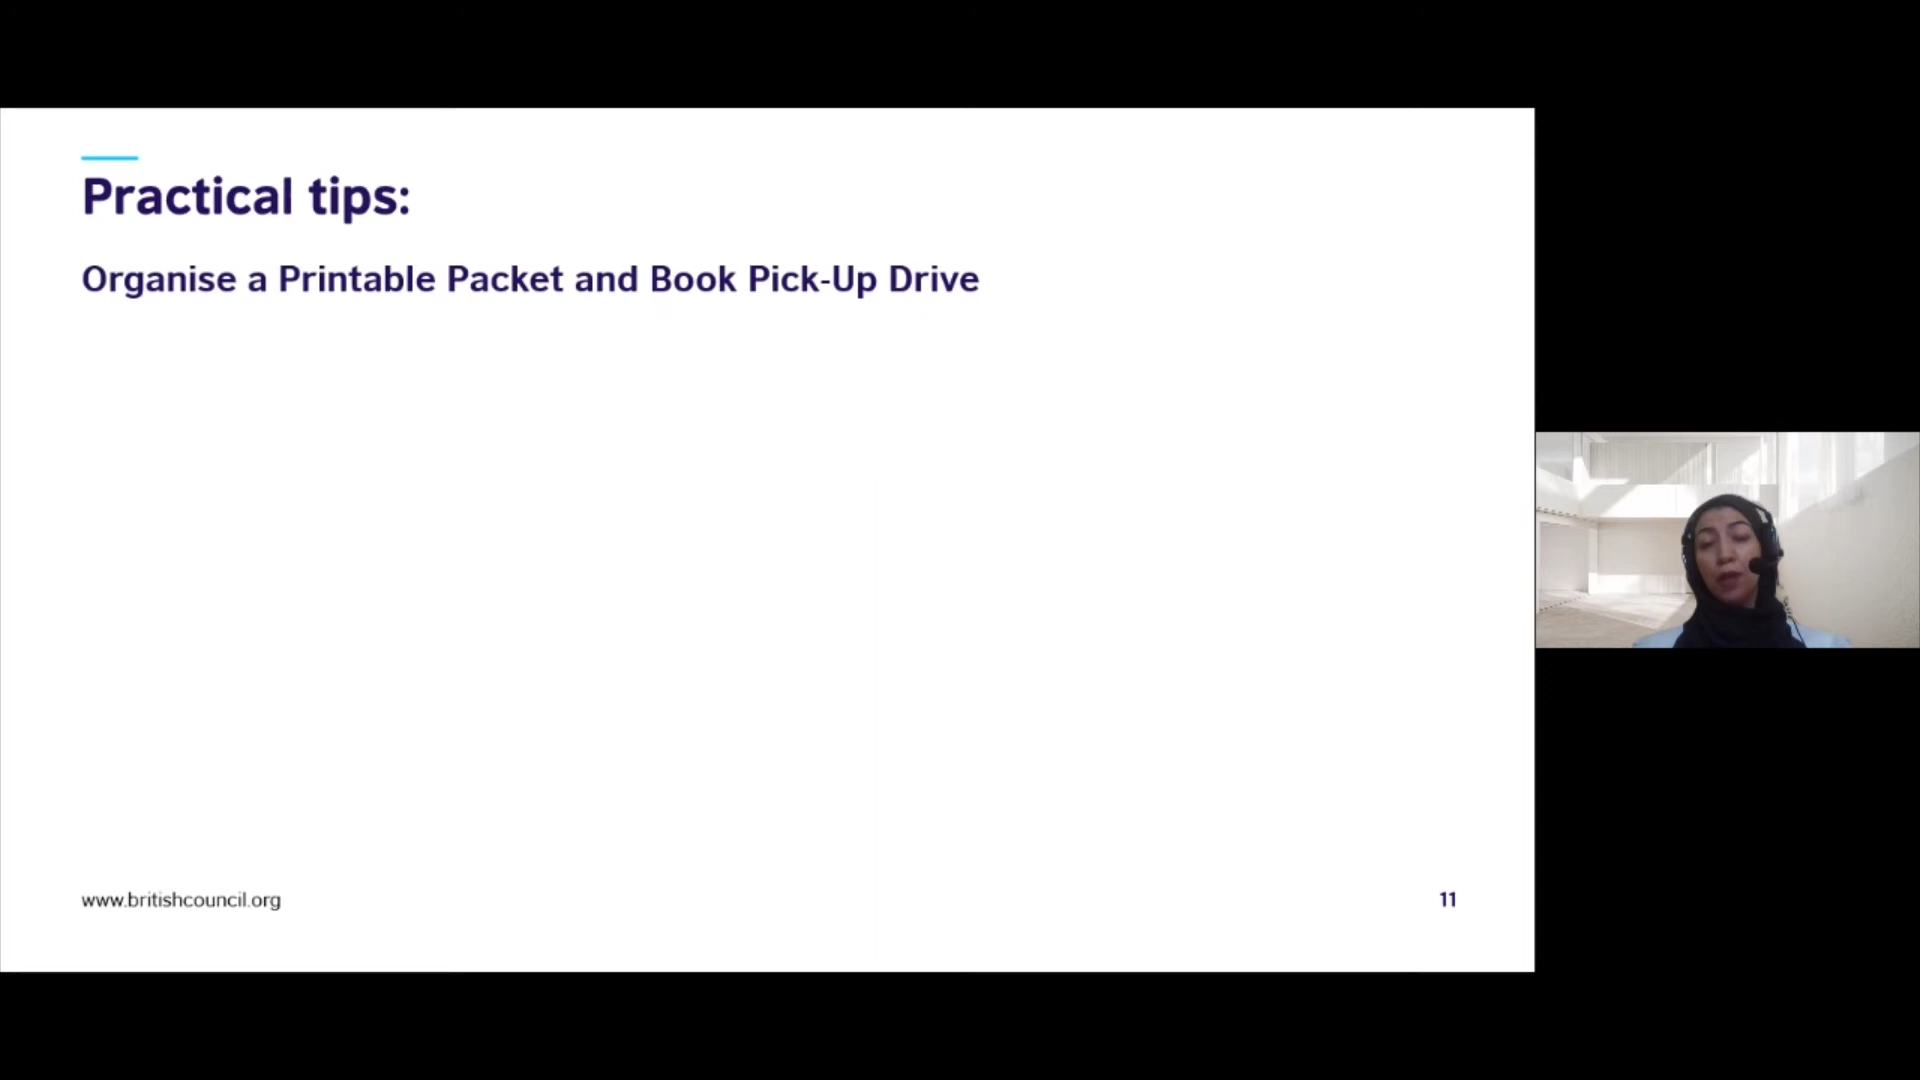 Practical tips:
Organise a Printable Packet and Book Pick-Up Drive
www.britishcouncil.org
11